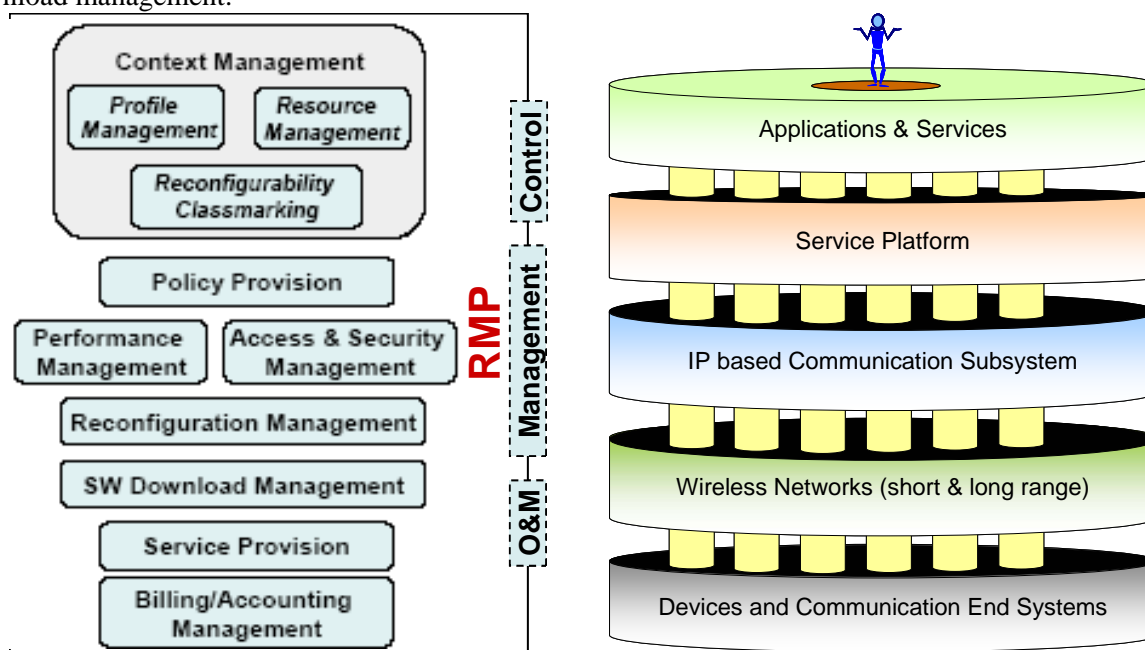 nload management.
Context Management
Profile
Management
Resource
Management
Reconfigurability
Classmarking
Policy Provision
Performance
Management
Access & Security
Management
Reconfiguration Management
SW Download Management
Service Provision
Billing/Accounting
Management
RMP
Control
Management
O&M
Applications & Services
Service Platform
IP based Communication Subsystem
Wireless Networks (short & long range)
Devices and Communication End Systems